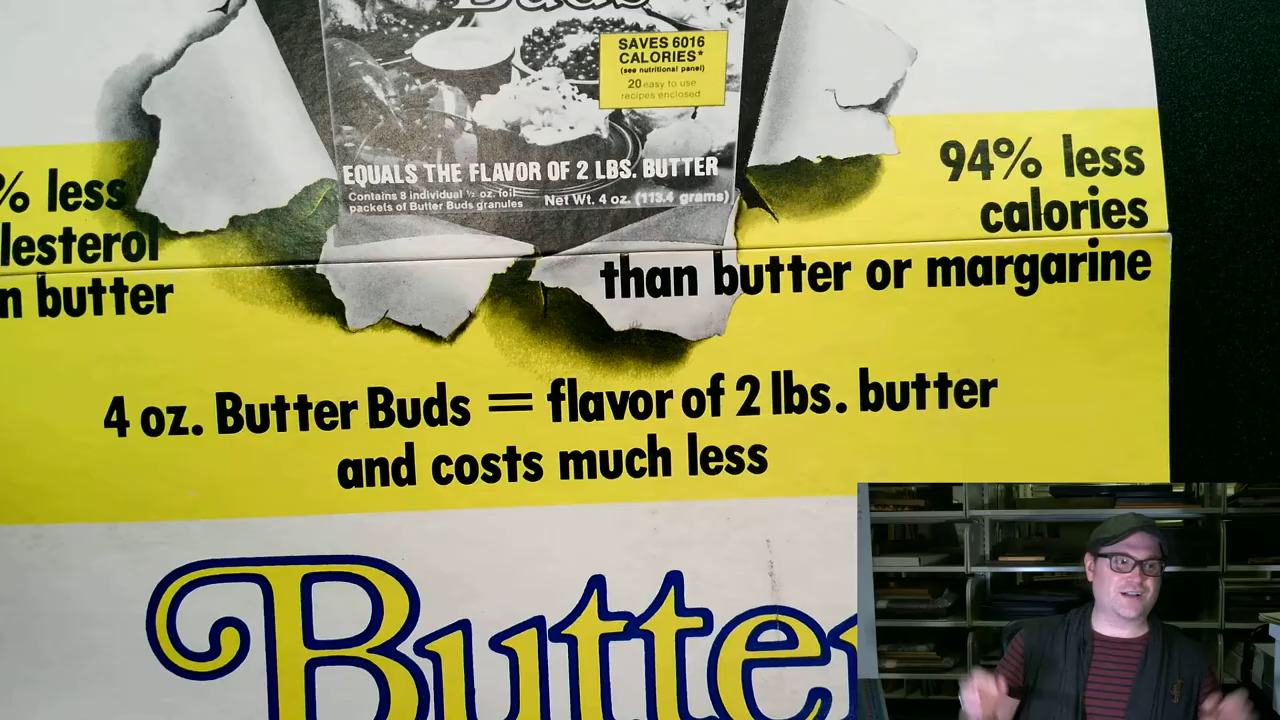 Buds
SAVES 6016
CALORIES*
(see nutritional panel)
20 easy to use
recipes enclosed
EQUALS THE FLAVOR OF 2 LBS. BUTTER
Contains 8 individual ½ oz. foil
packets of Butter Buds granules
Net Wt. 4 oz. (113.4 grams)
% less
lesterol
n butter
94% less
calories
than butter or margarine
4 oz. Butter Buds = flavor of 2 lbs. butter
and costs much less
Butte